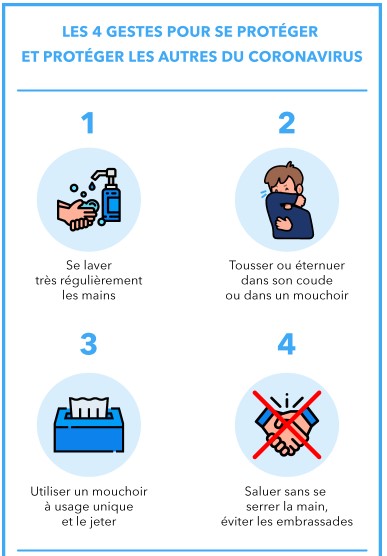 LES 4 GESTES POUR SE PROTÉGER
ET PROTÉGER LES AUTRES DU CORONAVIRUS
1
2
Se laver
très régulièrement
les mains
Tousser ou éternuer
dans son coude
ou dans un mouchoir
3
4
Utiliser un mouchoir
à usage unique
et le jeter
Saluer sans se
serrer la main,
éviter les embrassades